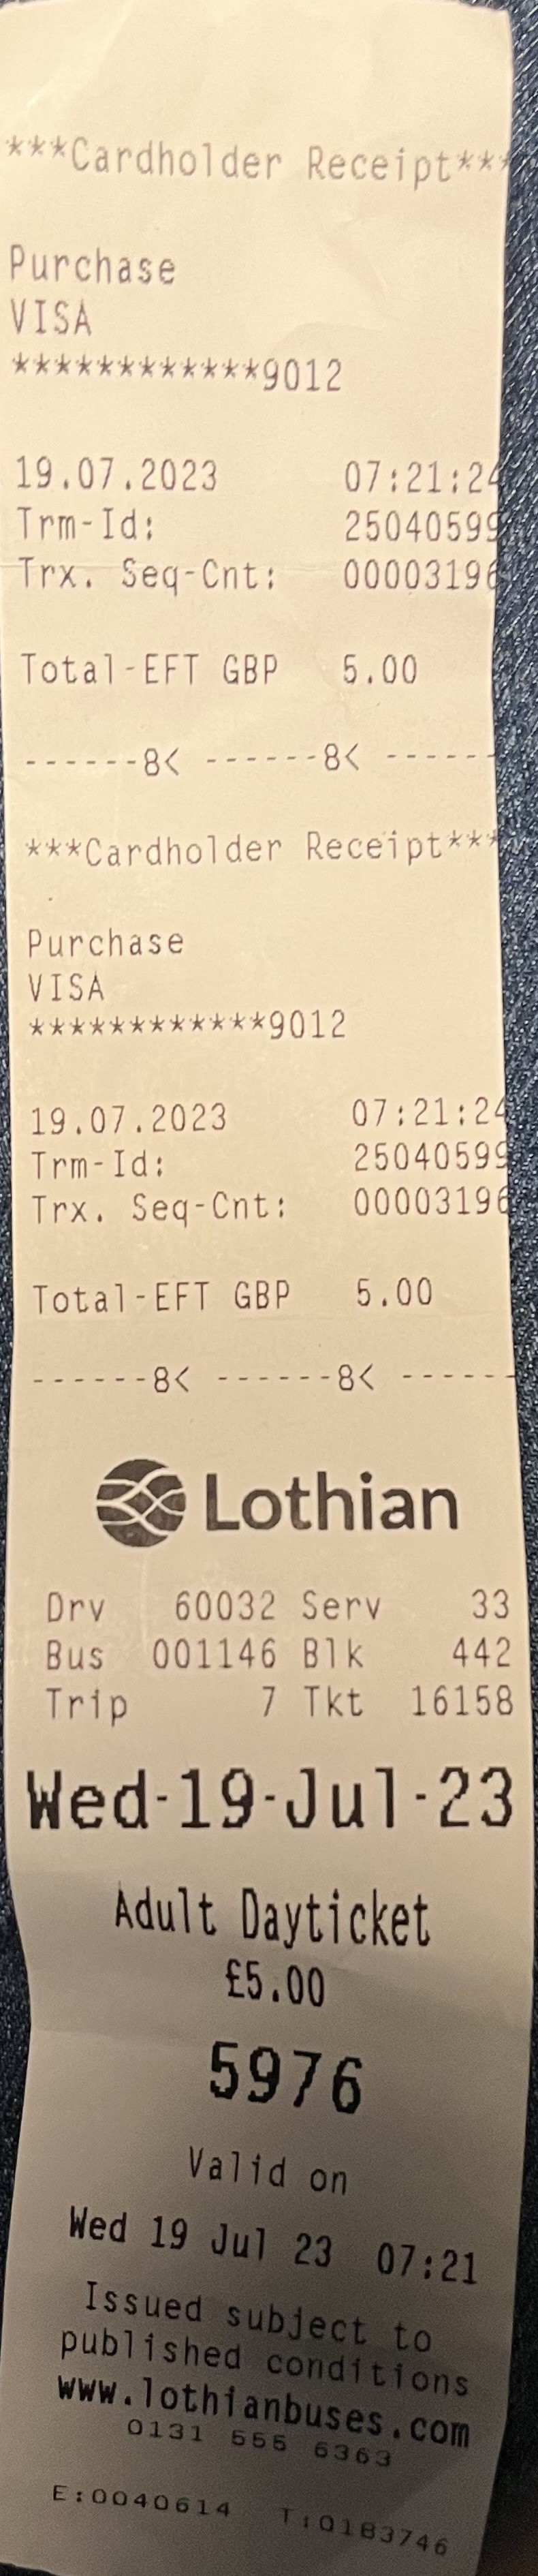 ***Cardholder Receipt***
Purchase
VISA
************9012
19.07.2023 07:21:24
Trm-Id: 25040599
Trx. Seq-Cnt: 00003196
Total-EFT GBP 5.00
------8< ------8< ------
***Cardholder Receipt***
Purchase
VISA
************9012
19.07.2023 07:21:24
Trm-Id: 25040599
Trx. Seq-Cnt: 00003196
Total-EFT GBP 5.00
------8< ------8< ------
Lothian
Drv 60032 Serv 33
Bus 001146 Blk 442
Trip 7 Tkt 16158
Wed-19-Jul-23
Adult Dayticket
£5.00
5976
Valid on
Wed 19 Jul 23 07:21
Issued subject to
published conditions
www.lothianbuses.com
0131 555 6363
E:0040614 T:0183746